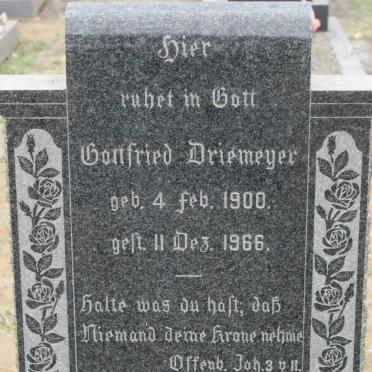 Hier
ruhet in Gott
Gottfried Driemeyer
geb. 4 Feb. 1900.
gest. 11 Dez. 1966.
Halte was du hast, daß
Niemand deine Krone nehme
Offenb. Joh. 3 v 11.